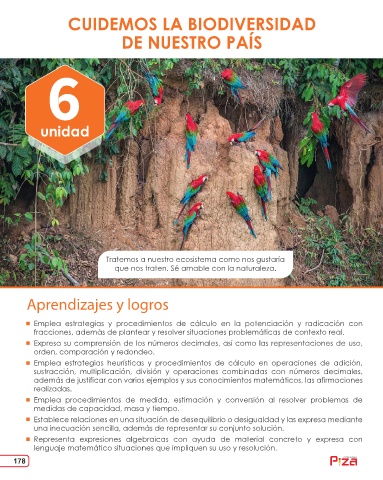 CUIDEMOS LA BIODIVERSIDAD
DE NUESTRO PAÍS
6
unidad
Tratemos a nuestro ecosistema como nos gustaría
que nos traten. Sé amable con la naturaleza.
Aprendizajes y logros
Emplea estrategias y procedimientos de cálculo en la potenciación y radicación con
fracciones, además de plantear y resolver situaciones problemáticas de contexto real.
Expreso su comprensión de los números decimales, así como las representaciones de uso,
orden, comparación y redondeo.
Emplea estrategias heurísticas y procedimientos de cálculo en operaciones de adición,
sustracción, multiplicación, división y operaciones combinadas con números decimales,
además de justificar con varios ejemplos y sus conocimientos matemáticos, las afirmaciones
realizadas.
Emplea procedimientos de medida, estimación y conversión al resolver problemas de
medidas de capacidad, masa y tiempo.
Establece relaciones en una situación de desequilibrio o desigualdad y las expresa mediante
una inecuación sencilla, además de representar su conjunto solución.
Representa expresiones algebraicas con ayuda de material concreto y expresa con
lenguaje matemático situaciones que impliquen su uso y resolución.
178